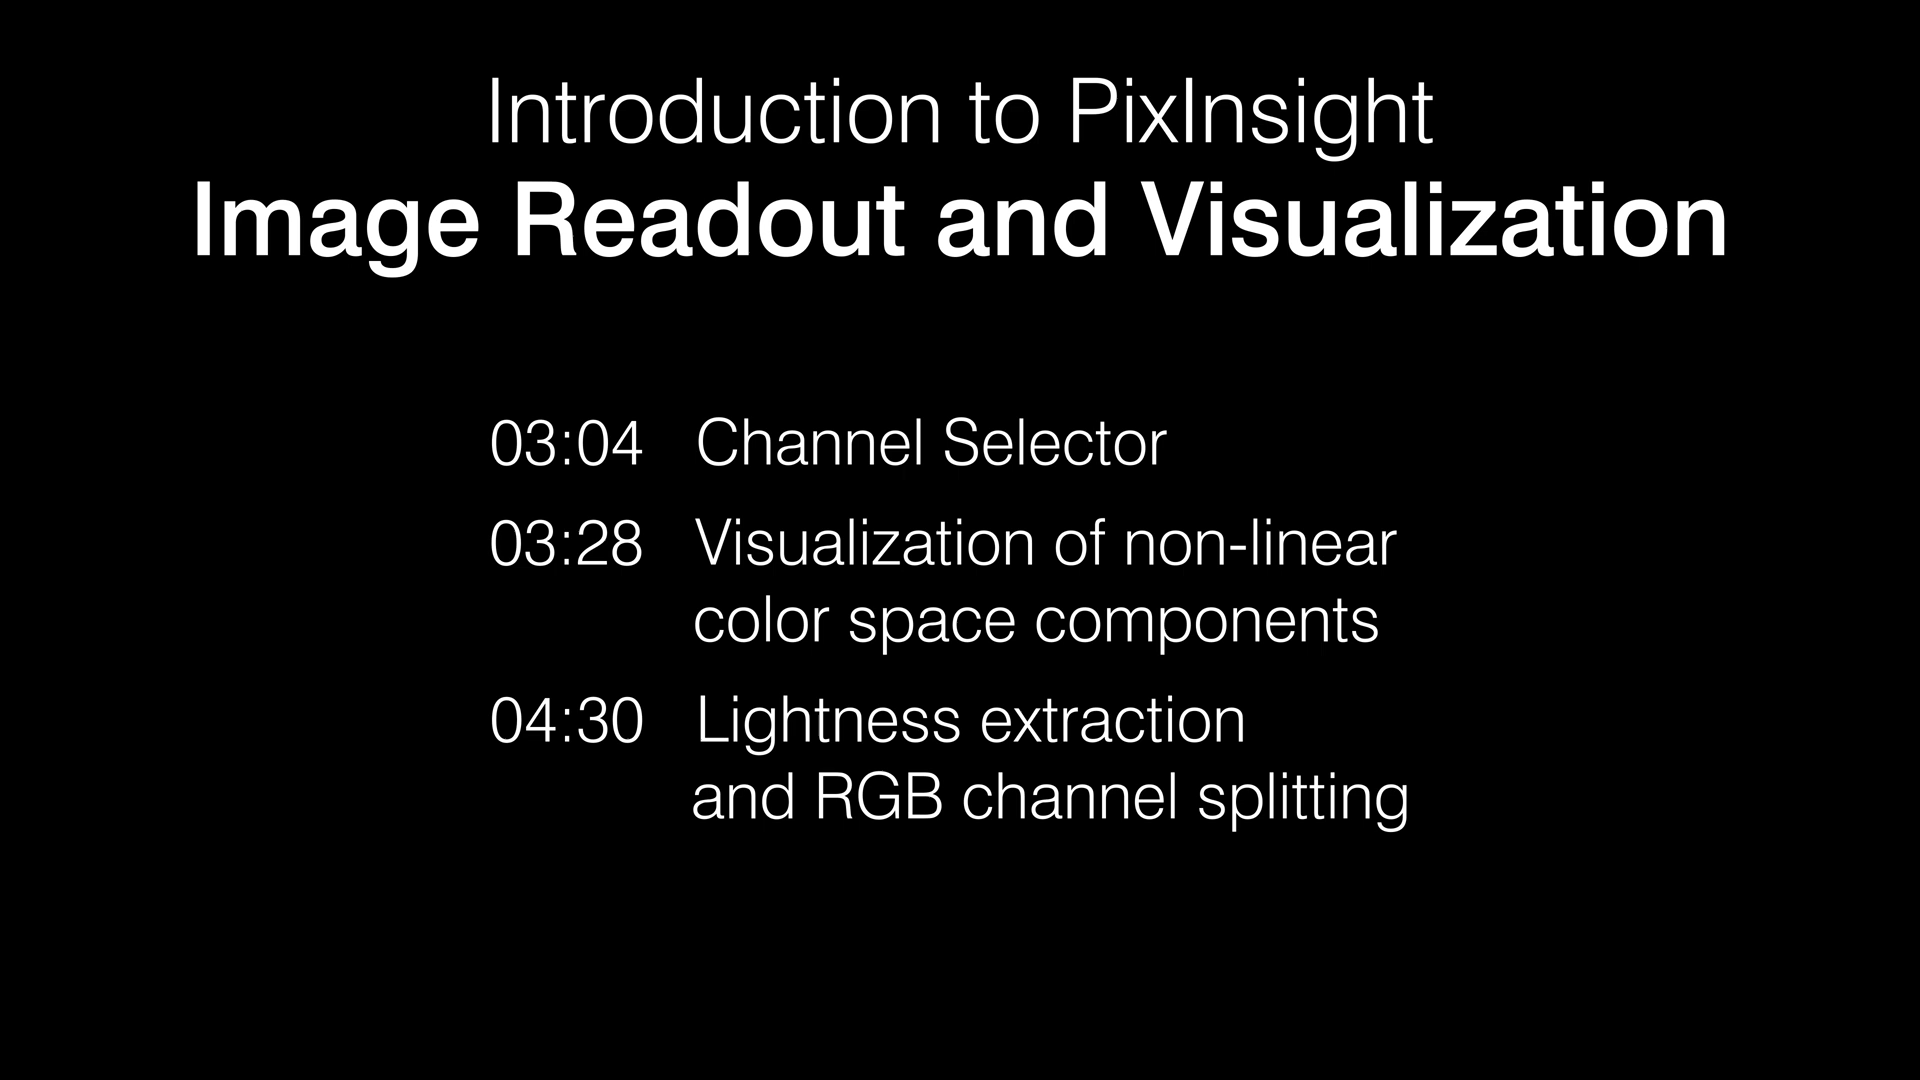 Introduction to PixInsight
Image Readout and Visualization
03:04 Channel Selector
03:28 Visualization of non-linear
color space components
04:30 Lightness extraction
and RGB channel splitting